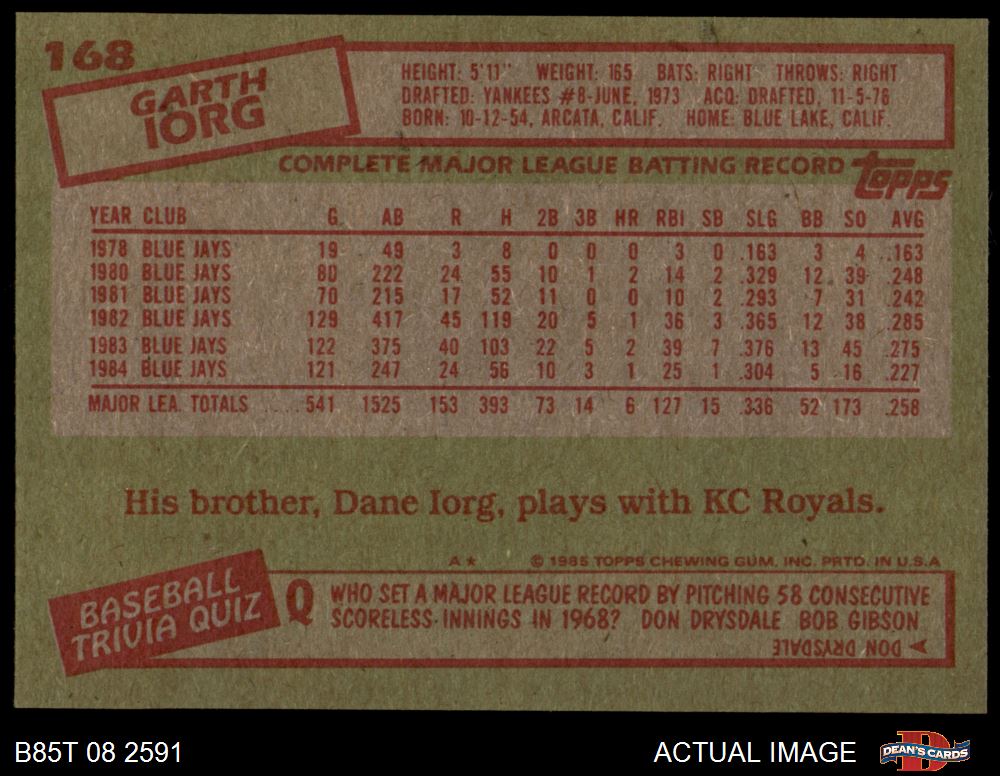 168
GARTH
IORG
HEIGHT: 5'11" WEIGHT: 165 BATS: RIGHT THROWS: RIGHT
DRAFTED: YANKEES #8-JUNE, 1973 ACQ: DRAFTED, 11-5-76
BORN: 10-12-54, ARCATA, CALIF. HOME: BLUE LAKE, CALIF.
COMPLETE MAJOR LEAGUE BATTING RECORD
Topps
YEAR CLUB G AB R H 2B 3B HR RBI SB SLG BB SO AVG
1978 BLUE JAYS 19 49 3 8 0 0 0 3 0 .163 3 4 .163
1980 BLUE JAYS 80 222 24 55 10 1 2 14 2 .329 12 39 .248
1981 BLUE JAYS 70 215 17 52 11 0 0 10 2 .293 7 31 .242
1982 BLUE JAYS 129 417 45 119 20 5 1 36 3 .365 12 38 .285
1983 BLUE JAYS 122 375 40 103 22 5 2 39 7 .376 13 45 .275
1984 BLUE JAYS 121 247 24 56 10 3 1 25 1 .304 5 16 .227
MAJOR LEA. TOTALS 541 1525 153 393 73 14 6 127 15 .336 52 173 .258
His brother, Dane Iorg, plays with KC Royals.
A* © 1985 TOPPS CHEWING GUM, INC. PRTD. IN U.S.A
BASEBALL
TRIVIA QUIZ
Q WHO SET A MAJOR LEAGUE RECORD BY PITCHING 58 CONSECUTIVE
SCORELESS INNINGS IN 1968? DON DRYSDALE BOB GIBSON
DON DRYSDALE
B85T 08 2591
ACTUAL IMAGE
D
DEAN'S CARDS